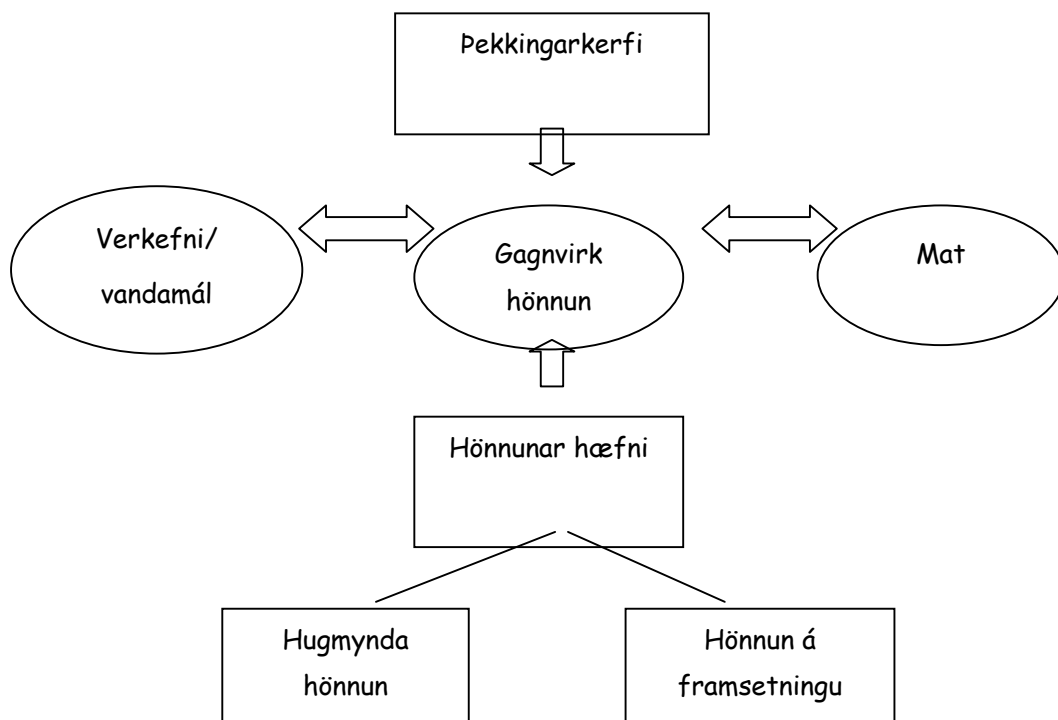 Þekkingarkerfi
Verkefni/
vandamál
Gagnvirk
hönnun
Mat
Hönnunar hæfni
Hugmynda
hönnun
Hönnun á
framsetningu